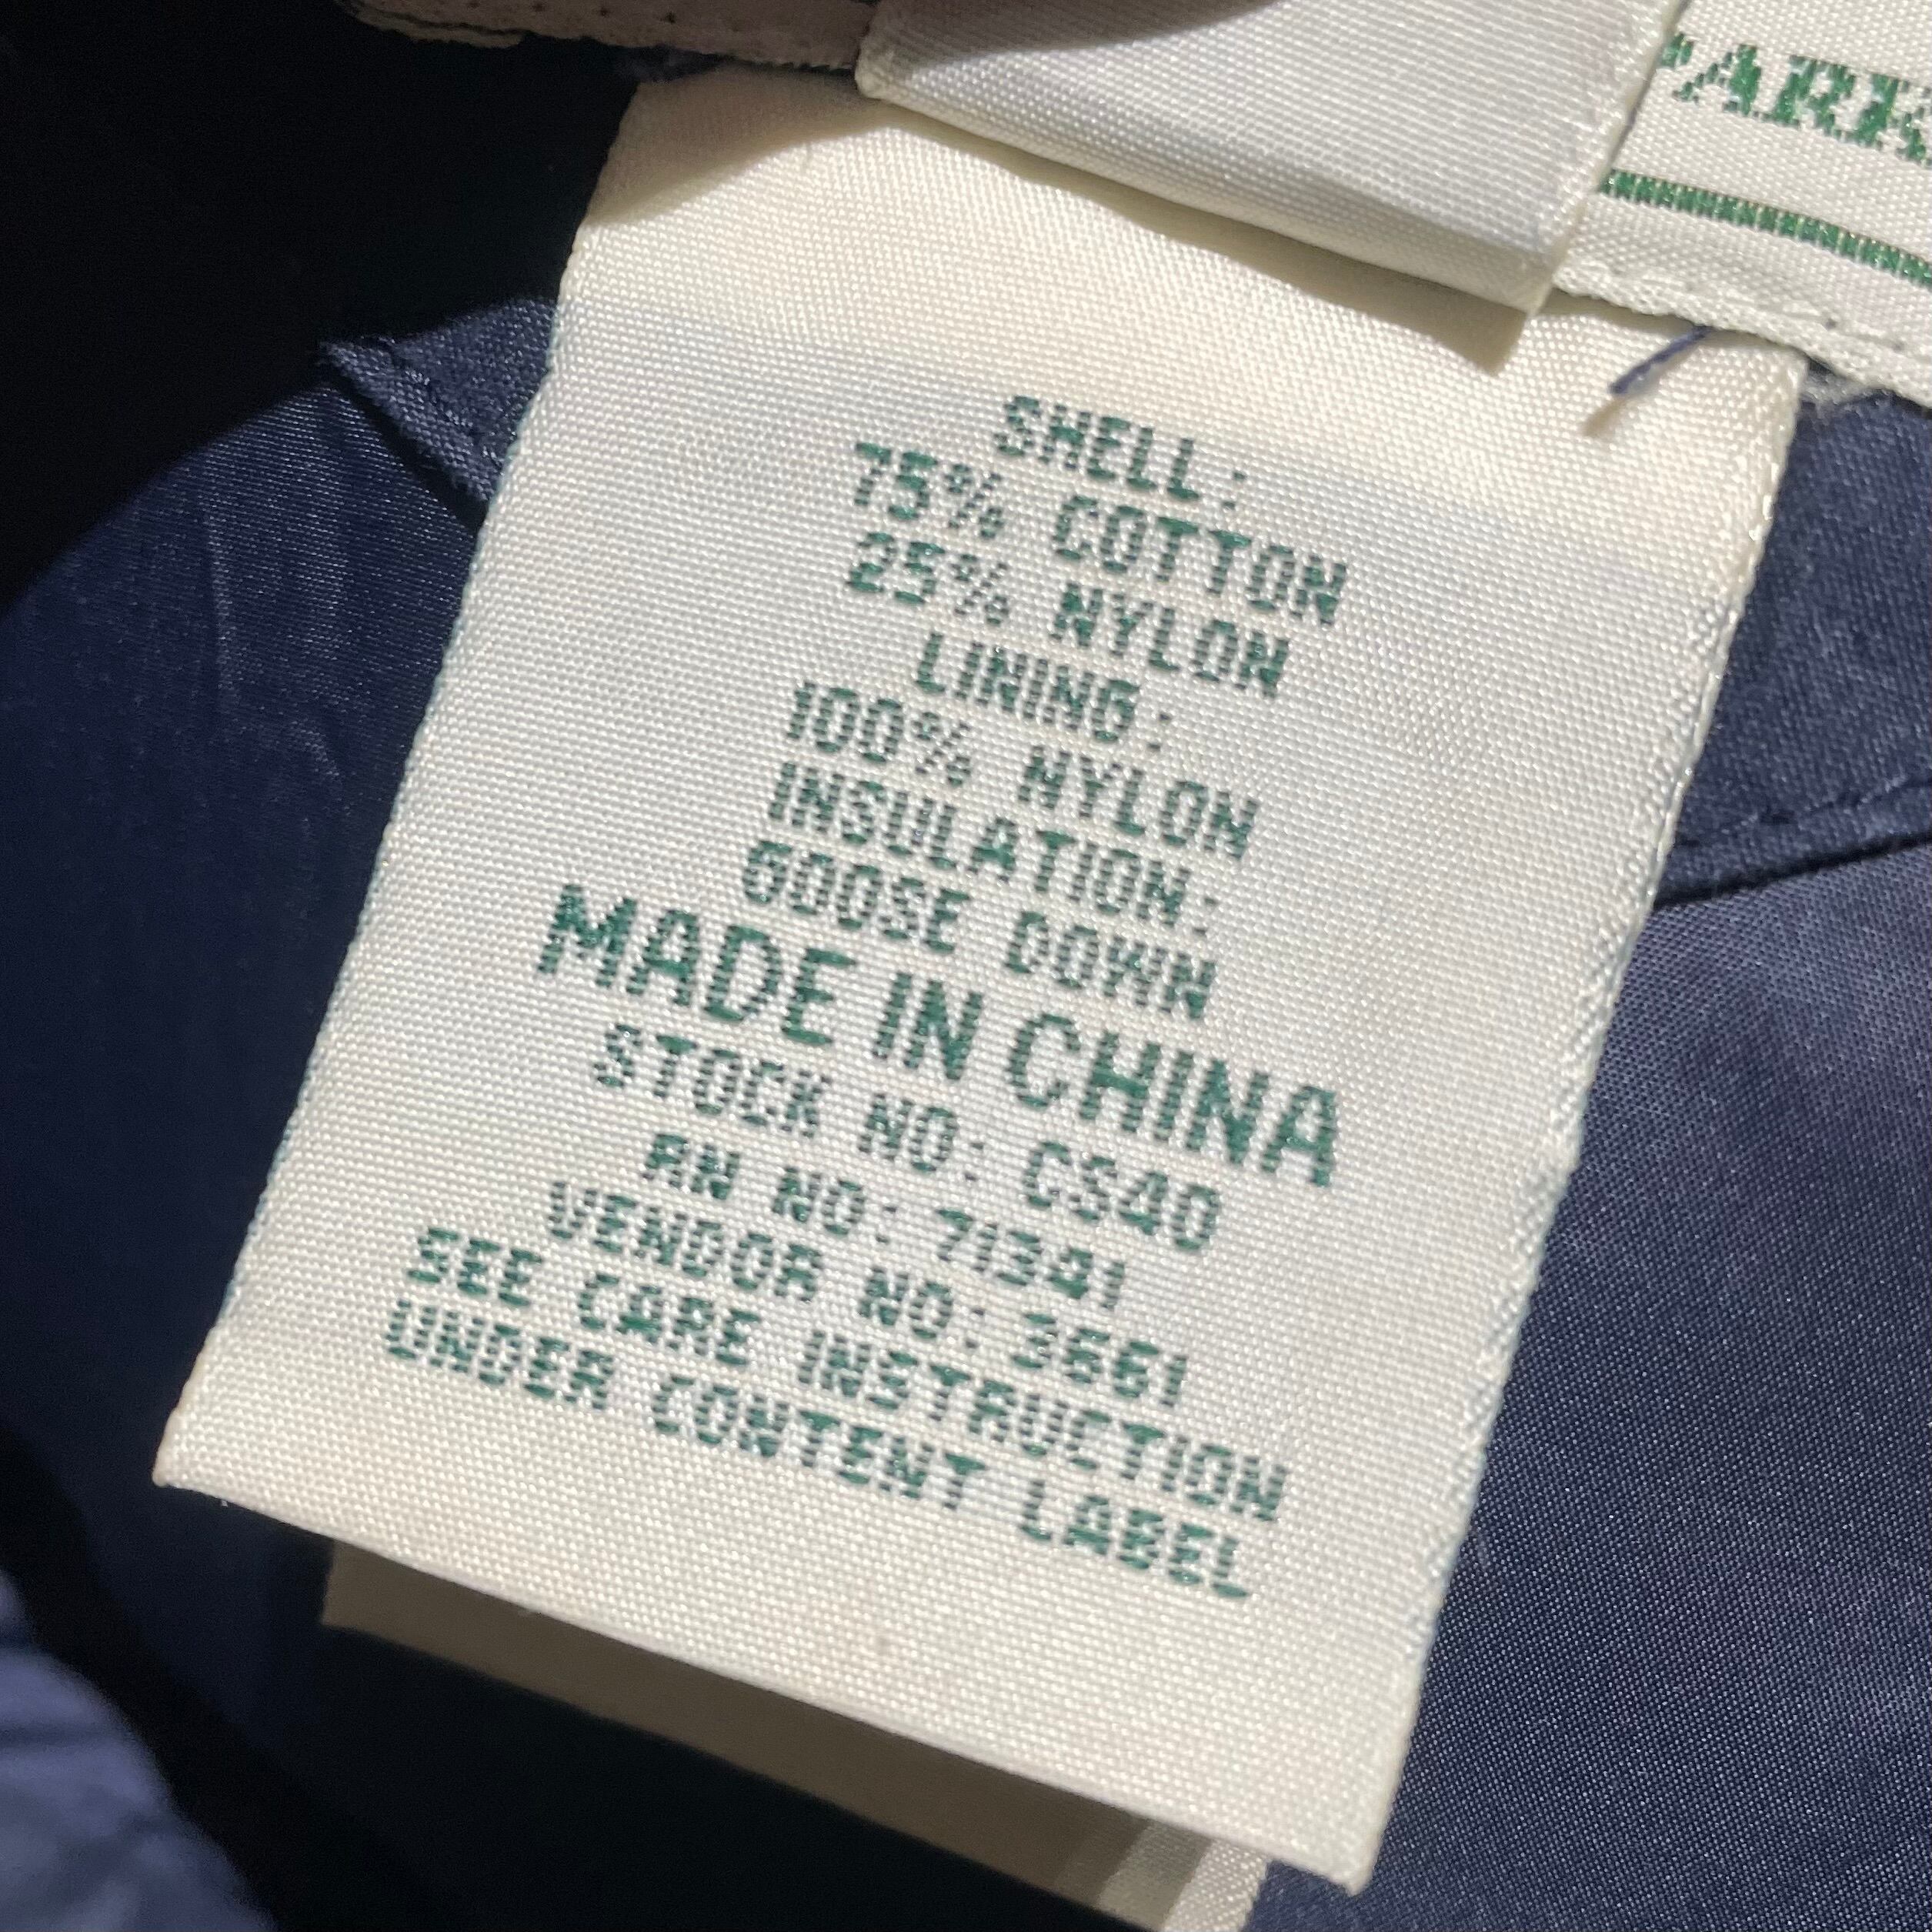 SHELL:
75% COTTON
25% NYLON
LINING:
100% NYLON
INSULATION:
GOOSE DOWN
MADE IN CHINA
STOCK NO: CS40
RN NO: 71341
VENDOR NO: 3661
SEE CARE INSTRUCTION
UNDER CONTENT LABEL